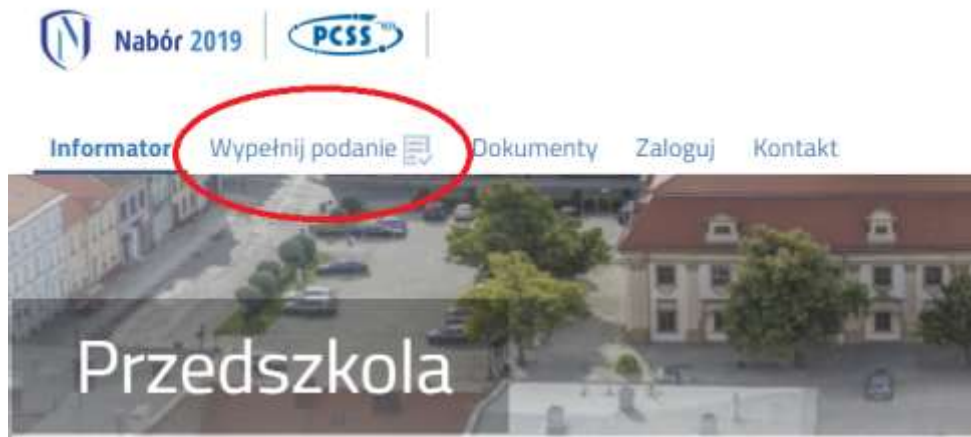 Nabór 2019 PCSS
Informator Wypełnij podanie Dokumenty Zaloguj Kontakt
Przedszkola